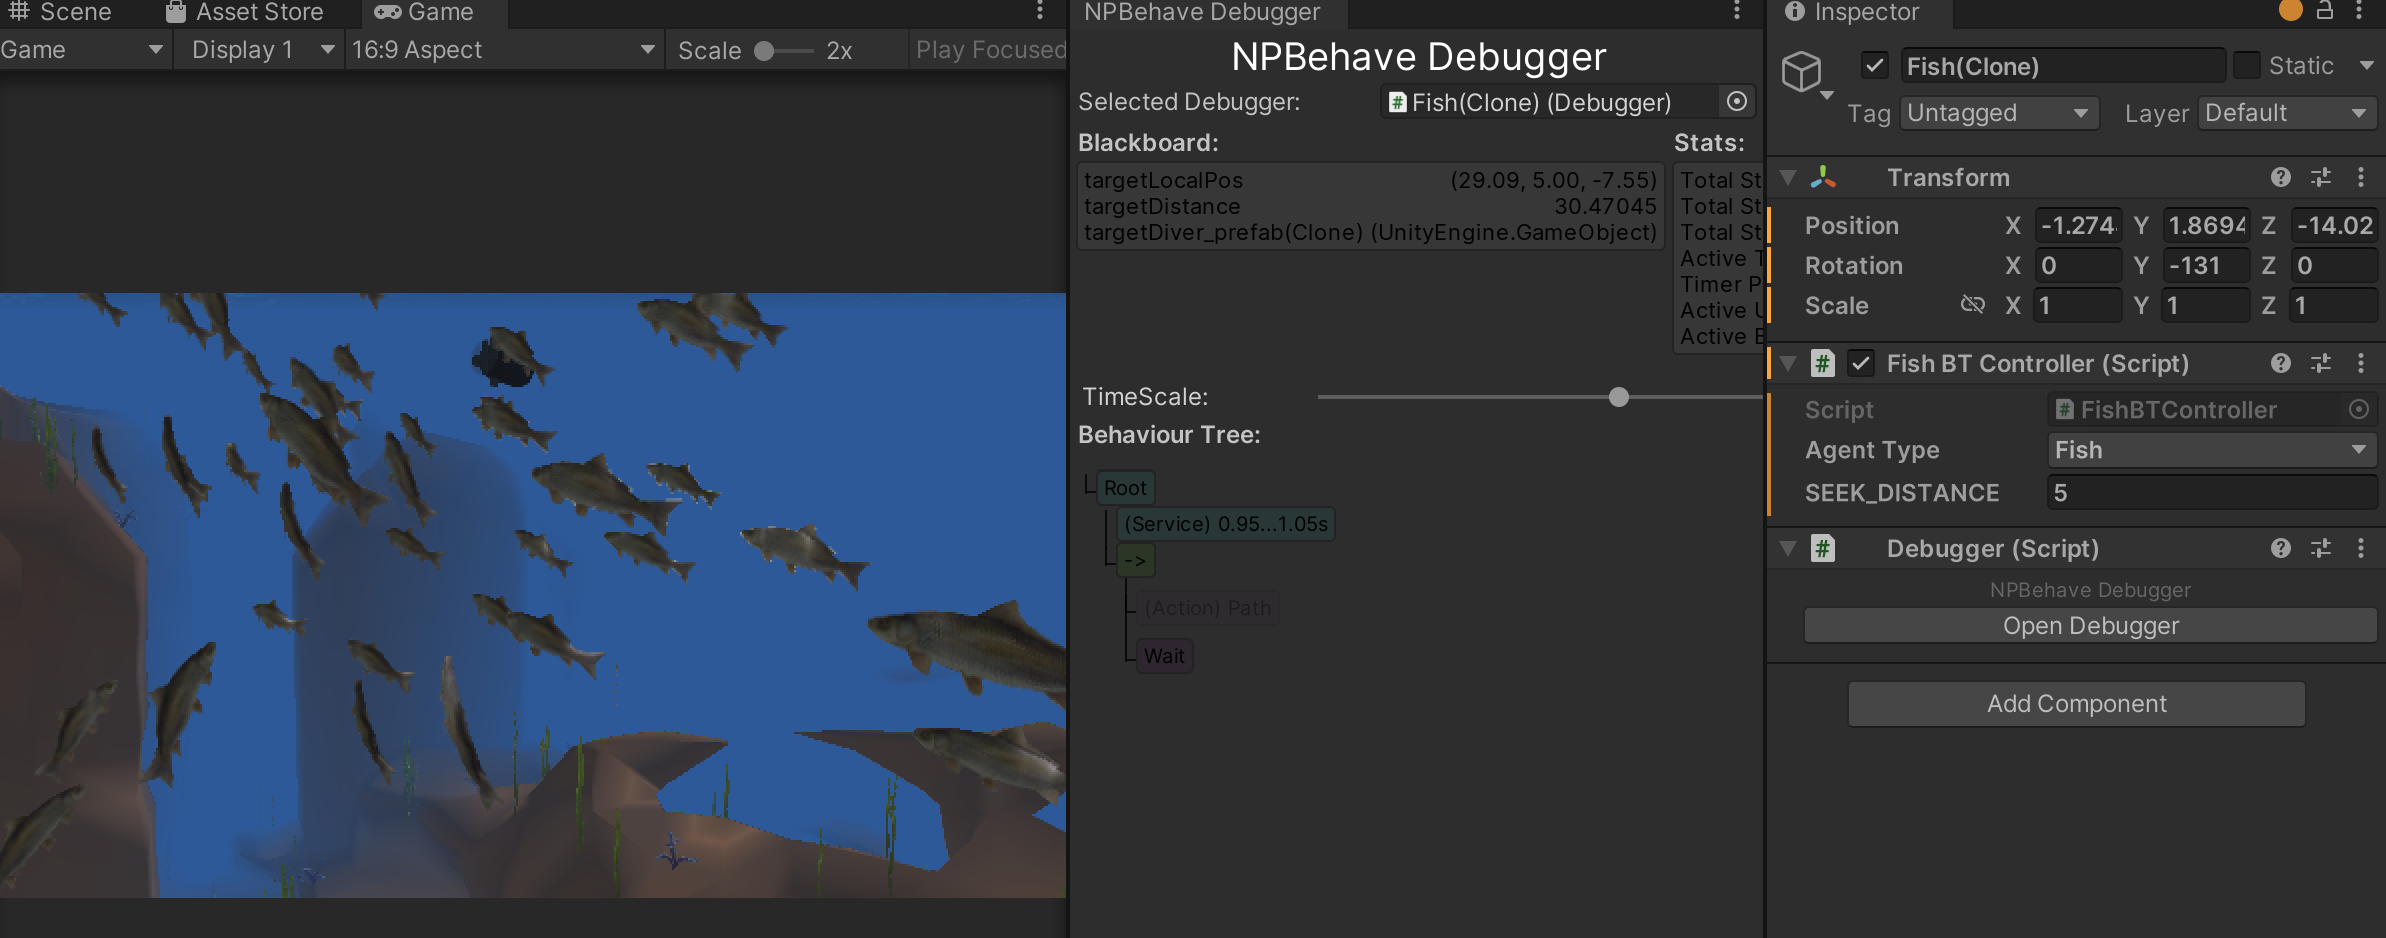 Scene
Asset Store
Game
Game
Display 1
16:9 Aspect
Scale
2x
Play Focused
NPBehave Debugger
NPBehave Debugger
Selected Debugger:
Fish(Clone) (Debugger)
Blackboard:
targetLocalPos (29.09, 5.00, -7.55)
targetDistance 30.47045
targetDiver_prefab(Clone) (UnityEngine.GameObject)
Stats:
Total St
Total St
Total St
Active T
Timer P
Active U
Active E
TimeScale:
Behaviour Tree:
Root
(Service) 0.95...1.05s
->
(Action) Path
Wait
Inspector
Fish(Clone)
Static
Tag Untagged
Layer Default
Transform
Position X -1.274 Y 1.8694 Z -14.02
Rotation X 0 Y -131 Z 0
Scale X 1 Y 1 Z 1
# Fish BT Controller (Script)
Script # FishBTController
Agent Type Fish
SEEK_DISTANCE 5
# Debugger (Script)
NPBehave Debugger
Open Debugger
Add Component